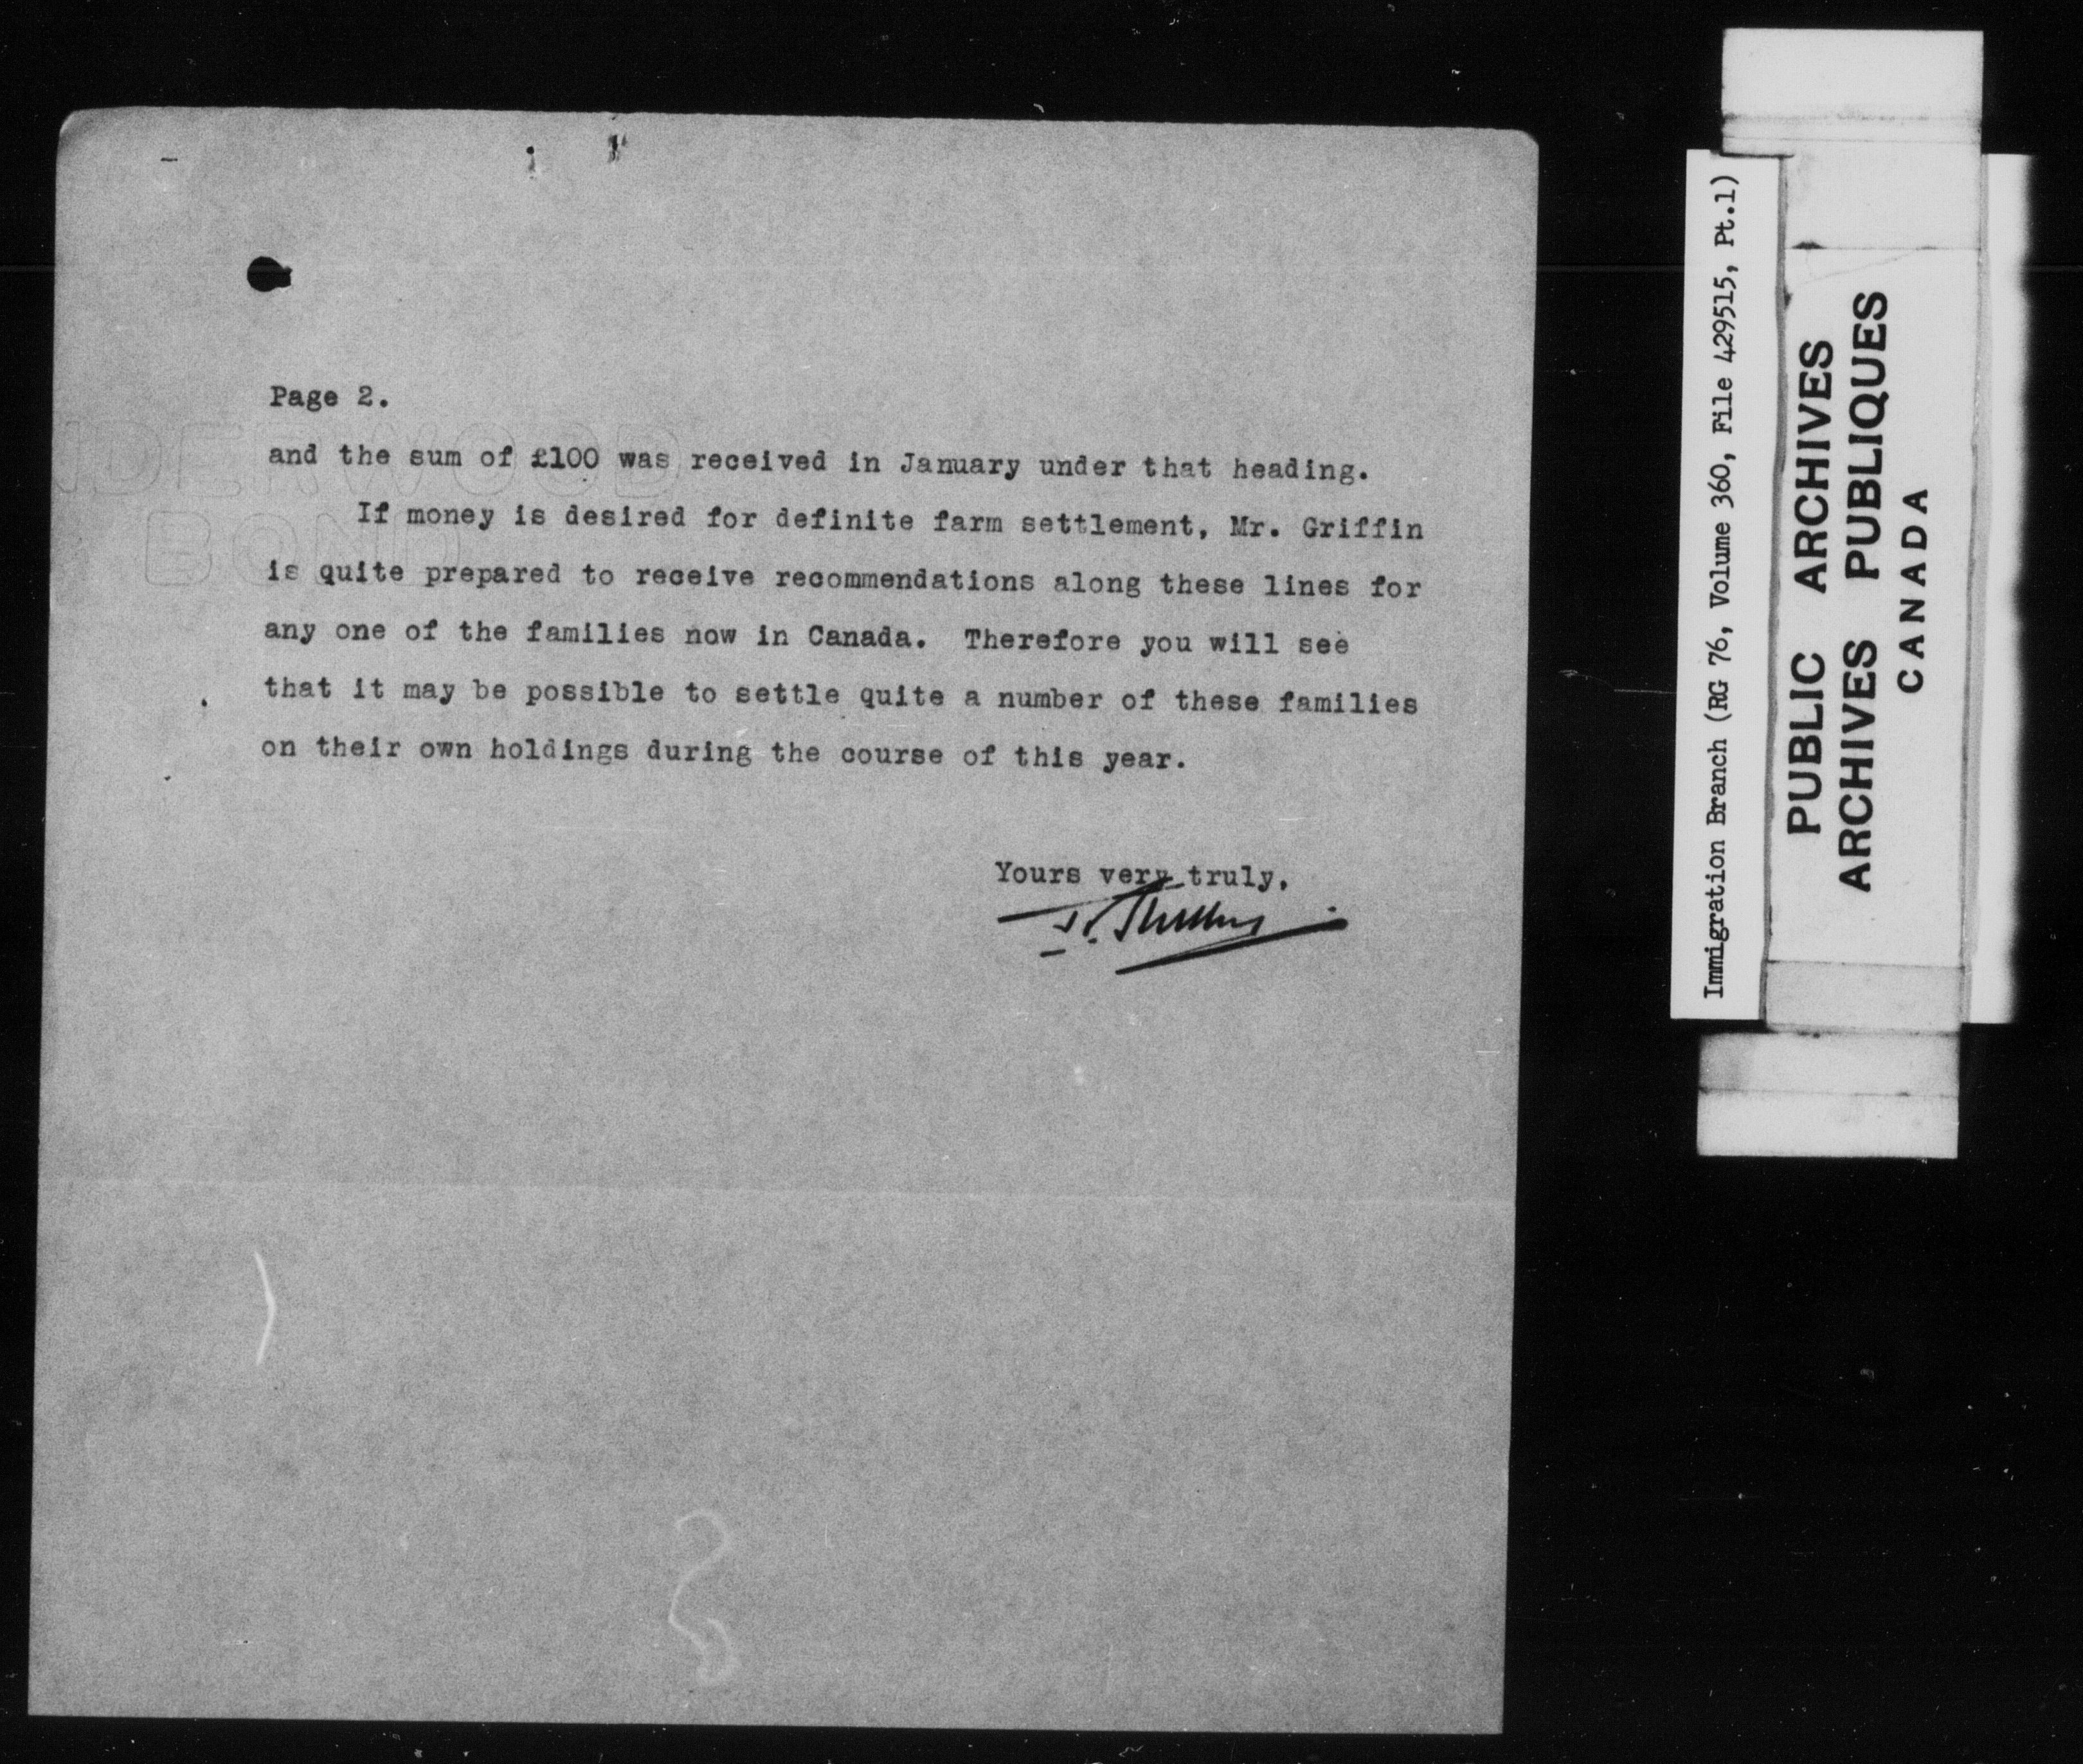 Page 2.
and the sum of £100 was received in January under that heading.
If money is desired for definite farm settlement, Mr. Griffin
is quite prepared to receive recommendations along these lines for
any one of the families now in Canada. Therefore you will see
that it may be possible to settle quite a number of these families
on their own holdings during the course of this year.
Yours very truly,
NDERWOOD
BOND
Immigration Branch (RG 76, Volume 360, File 429515, Pt.1)
PUBLIC ARCHIVES
ARCHIVES PUBLIQUES
CANADA